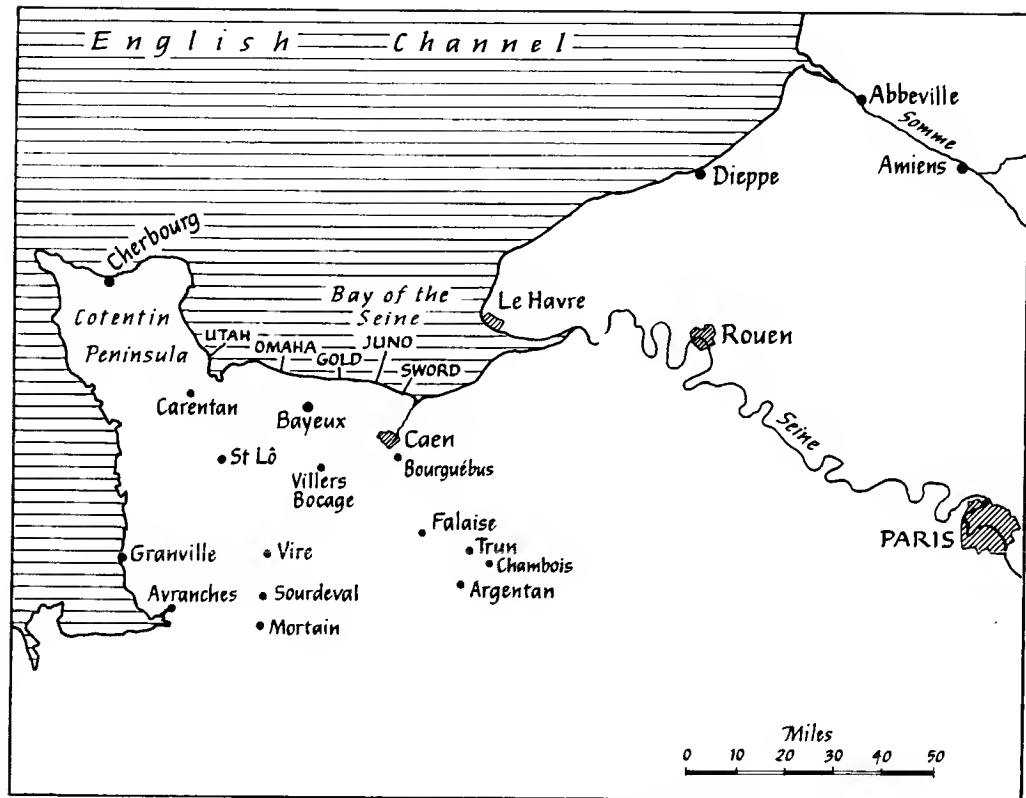 English Channel
Abbeville
Somme
Amiens
Dieppe
Cherbourg
Cotentin
Peninsula
Bay of the
Seine
Le Havre
Rouen
UTAH
OMAHA
GOLD
JUNO
SWORD
Carentan
Bayeux
Caen
Bourguébus
St Lô
Villers
Bocage
Seine
PARIS
Falaise
Trun
Chambois
Argentan
Granville
Vire
Avranches
Sourdeval
Mortain
Miles
0 10 20 30 40 50